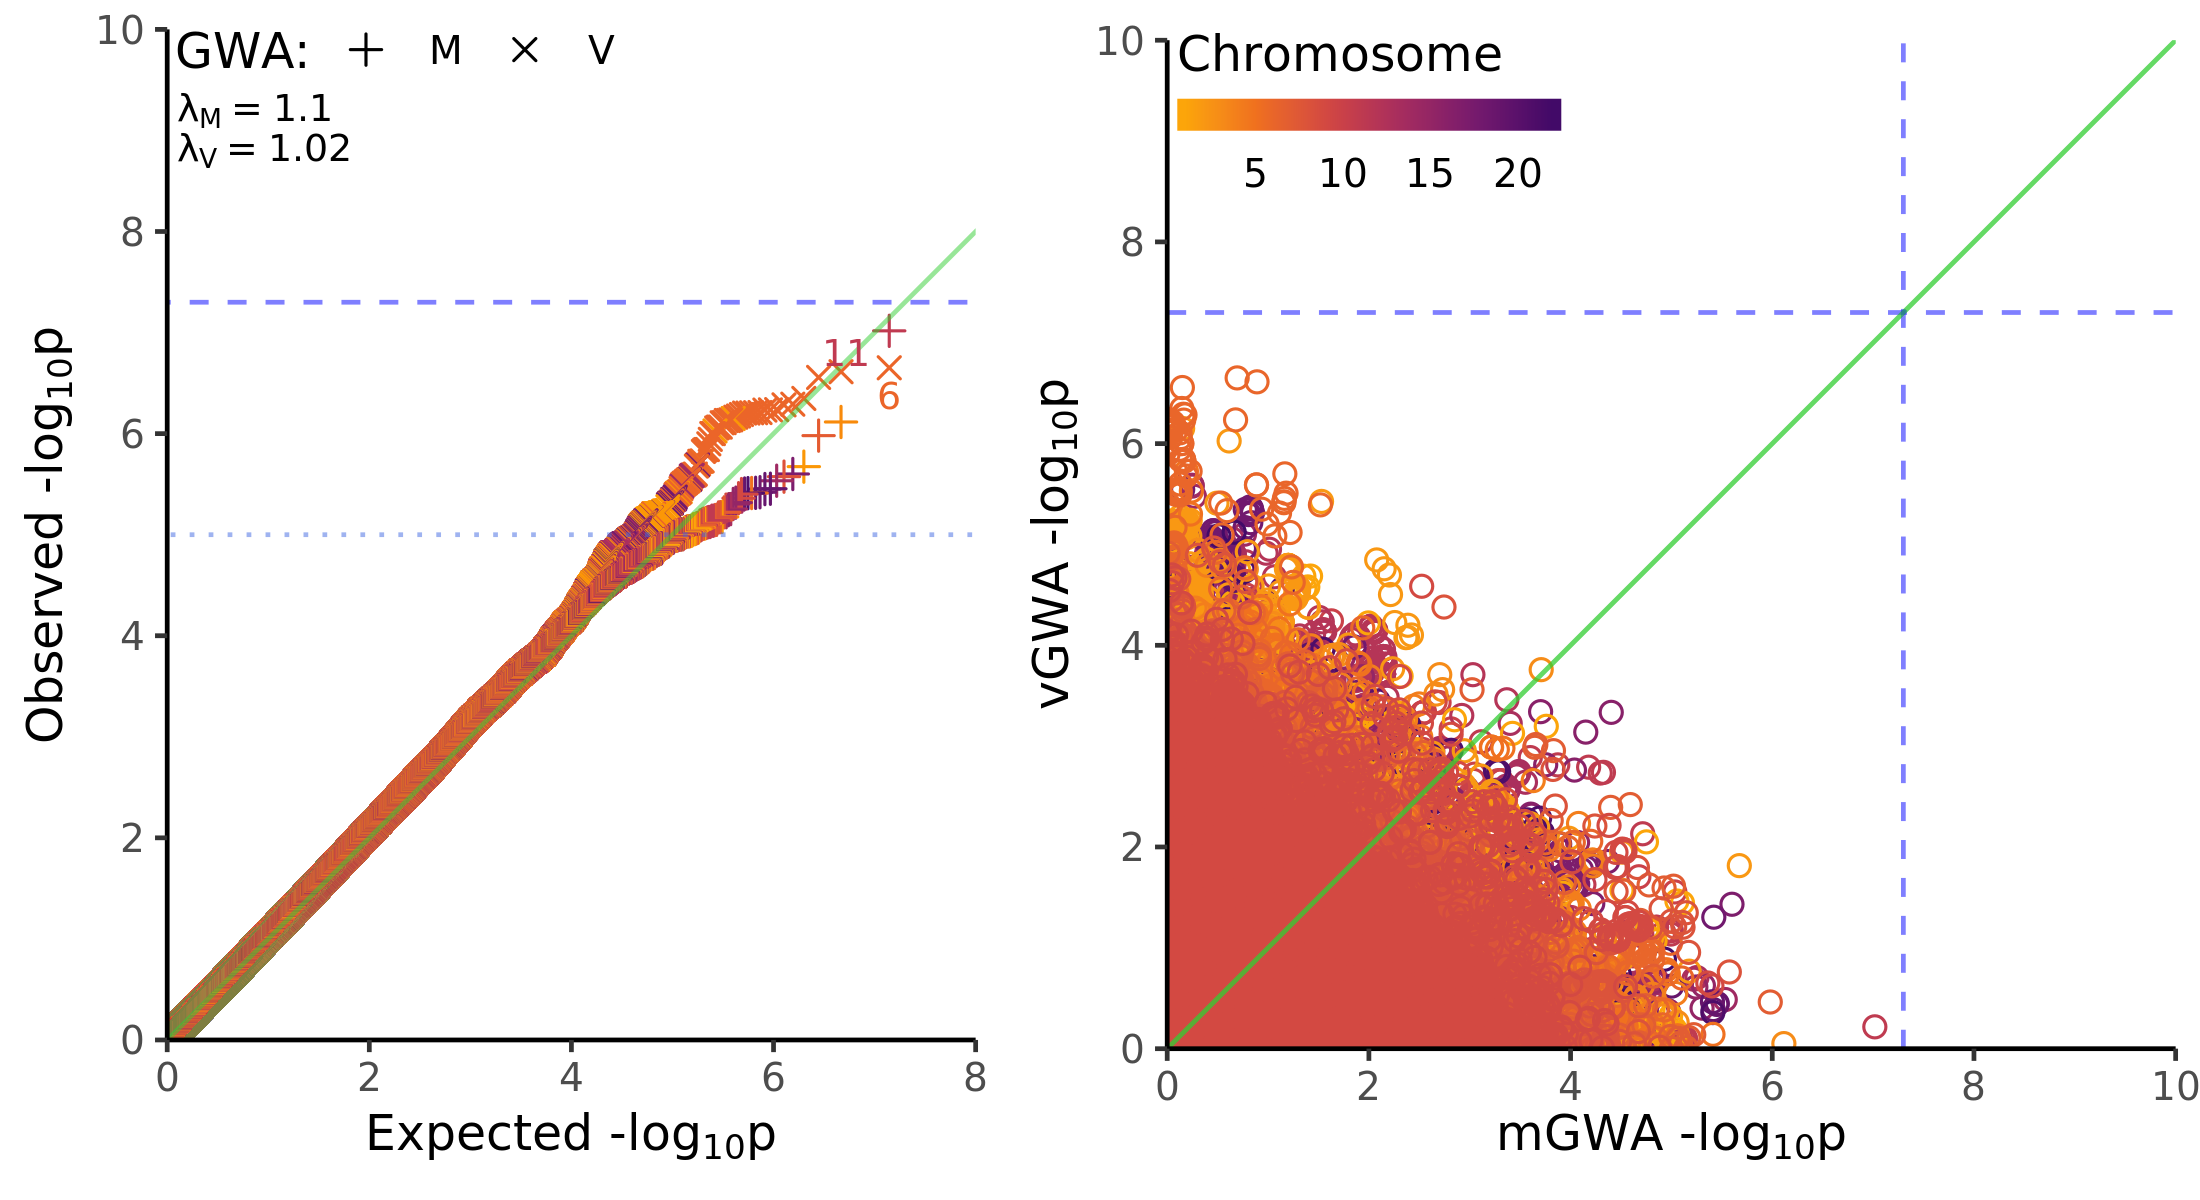 GWA: + M × V
λM = 1.1
λV = 1.02
10
8
6
4
2
0
11
6
0 2 4 6 8
Expected -log10p
Observed -log10p
Chromosome
5 10 15 20
10
8
6
4
2
0
0 2 4 6 8 10
mGWA -log10p
vGWA -log10p